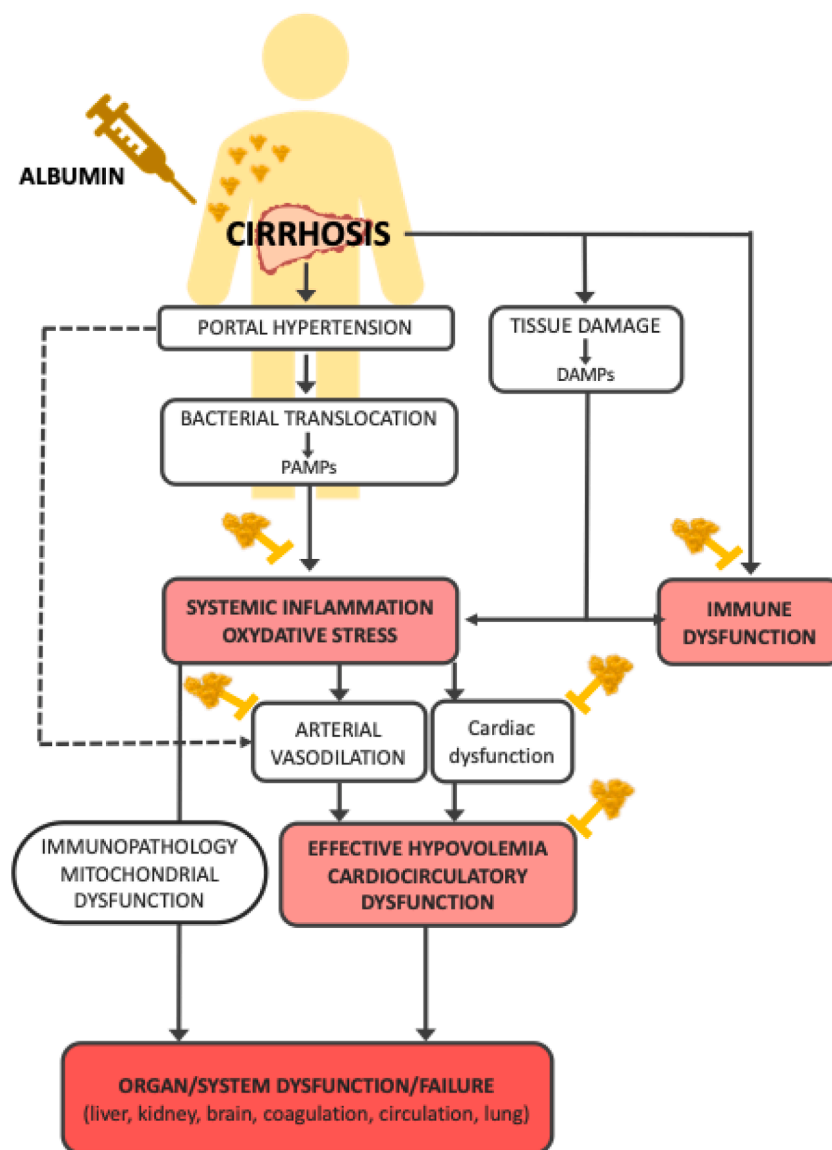 ALBUMIN
CIRRHOSIS
PORTAL HYPERTENSION
TISSUE DAMAGE
DAMPs
BACTERIAL TRANSLOCATION
PAMPs
SYSTEMIC INFLAMMATION
OXYDATIVE STRESS
IMMUNE
DYSFUNCTION
ARTERIAL
VASODILATION
Cardiac
dysfunction
IMMUNOPATHOLOGY
MITOCHONDRIAL
DYSFUNCTION
EFFECTIVE HYPOVOLEMIA
CARDIOCIRCULATORY
DYSFUNCTION
ORGAN/SYSTEM DYSFUNCTION/FAILURE
(liver, kidney, brain, coagulation, circulation, lung)